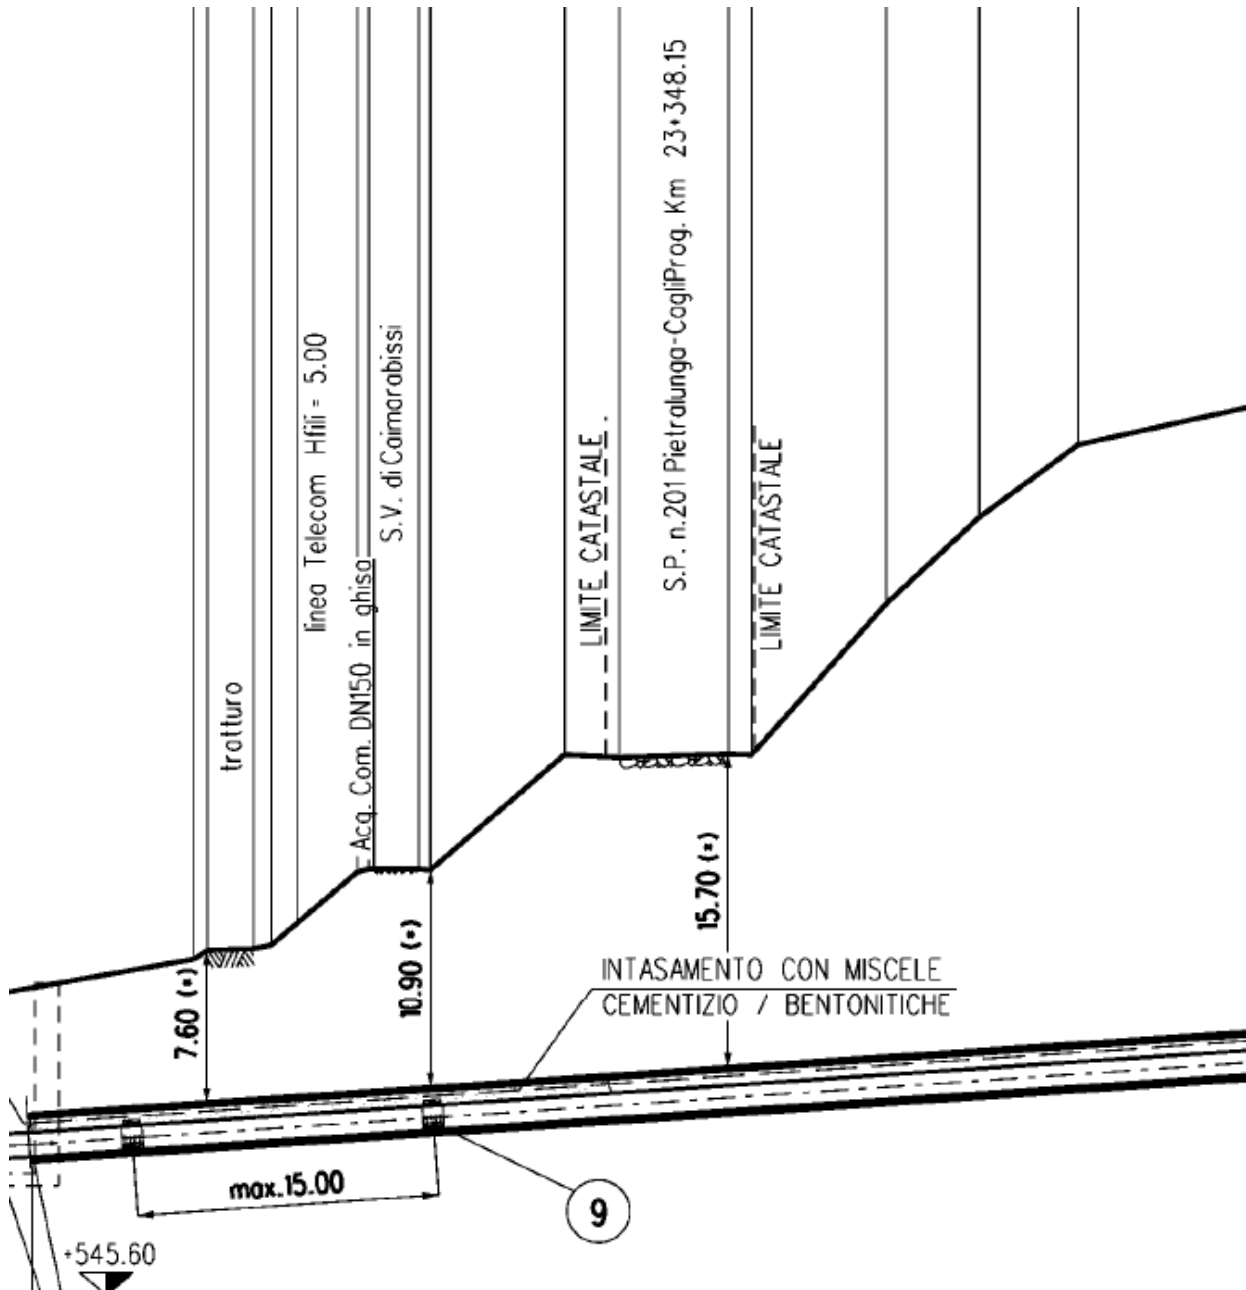 tratturo
linea Telecom Hfili = 5.00
Acq. Com. DN150 in ghisa
S.V. di Caimarabissi
LIMITE CATASTALE
S.P. n.201 Pietralunga-CagliProg. Km 23+348.15
LIMITE CATASTALE
7.60 (*)
10.90 (*)
15.70 (*)
INTASAMENTO CON MISCELE
CEMENTIZIO / BENTONITICHE
max.15.00
9
+545.60